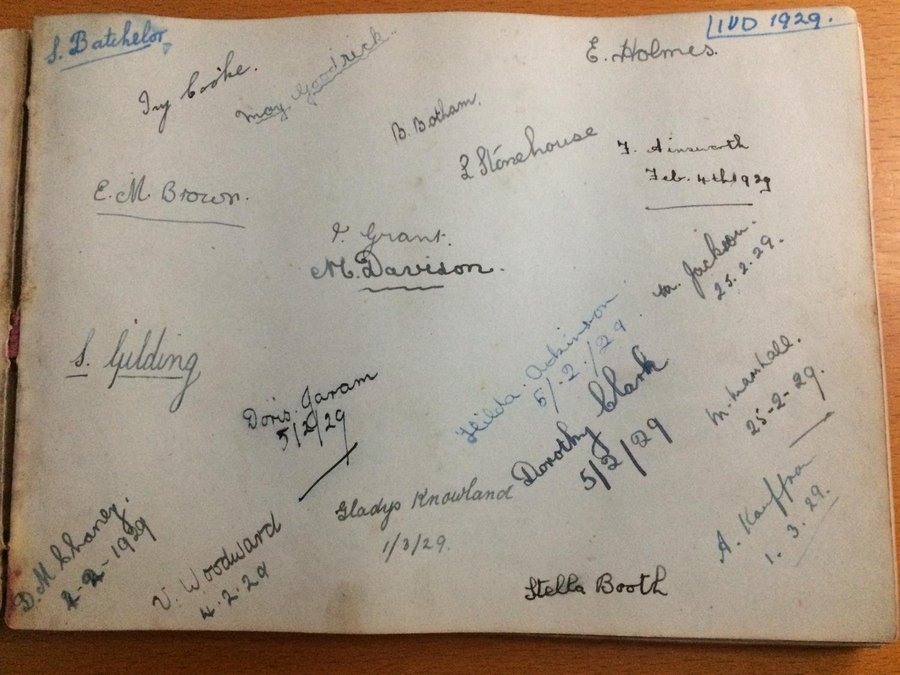 S. Batchelor
IIVD 1929.
E. Holmes.
Ivy Cooke.
May Goodrick.
B. Botham.
L Stonehouse
F. Ainsworth
Feb. 4th 1929
E. M. Brown.
I. Grant.
M. Davison.
M. Jackson.
25.2.29.
S. Gilding
Hilda. Atkinson
5/2/29
Doris. Garam
5/2/29
Dorothy Clark
5/2/29
M. Marshall.
25-2-29.
Gladys Knowland
1/3/29.
A. Kauffman
1.3.29.
D. M Chaney.
-2-1929
V. Woodward
4.2.29
Stella Booth